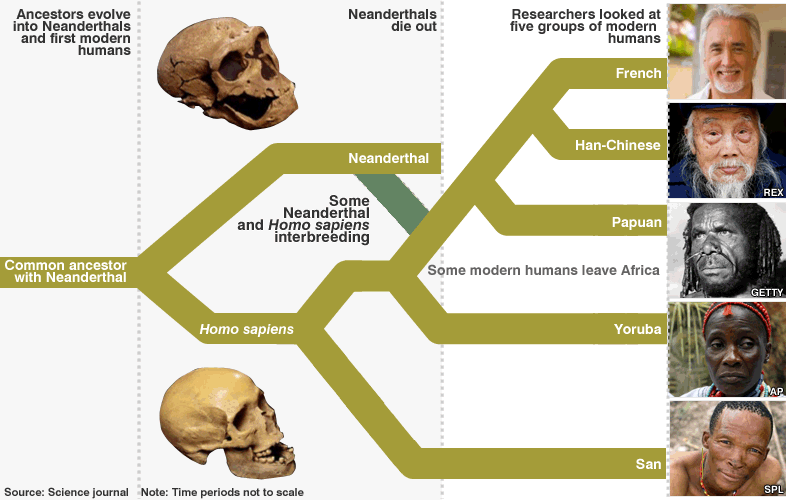 Ancestors evolve
into Neanderthals
and first modern
humans
Neanderthals
die out
Researchers looked at
five groups of modern
humans
French
Han-Chinese
REX
Neanderthal
Some
Neanderthal
and Homo sapiens
interbreeding
Papuan
Common ancestor
with Neanderthal
Some modern humans leave Africa
GETTY
Homo sapiens
Yoruba
AP
San
SPL
Source: Science journal
Note: Time periods not to scale